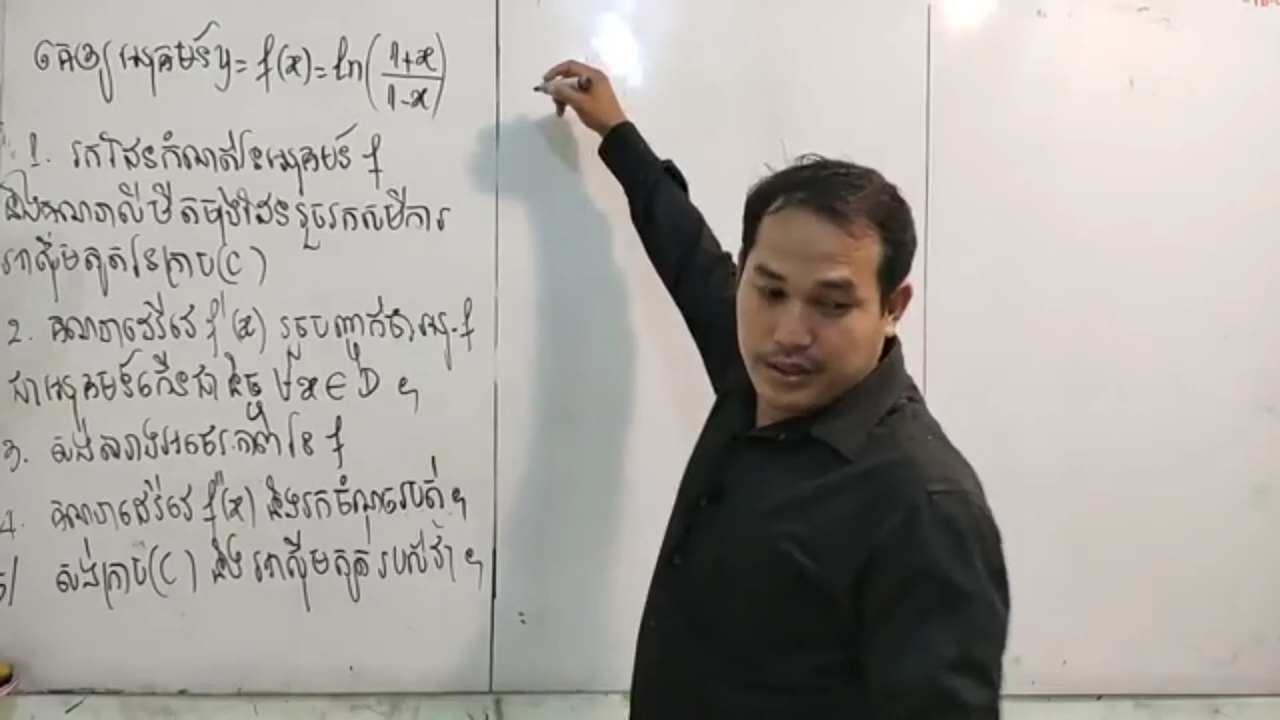 គេឲ្យអនុគមន៍ y = f(x) = ln((1+x)/(1-x))
1. រកដែនកំណត់នៃអនុគមន៍ f
និងគណនាលីមីតចុងដែន រួចរកសមីការ
អាស៊ីមតូតនៃក្រាប (C)
2. គណនាដេរីវេ f'(x) រួចបញ្ជាក់ថាអនុ. f
ជាអនុគមន៍កើនជានិច្ច ∀x ∈ D ។
3. សង់តារាងអថេរភាពនៃ f
4. គណនាដេរីវេ f''(x) និងរកចំណុចរបត់ ។
5/ សង់ក្រាប (C) និង អាស៊ីមតូតរបស់វា ។